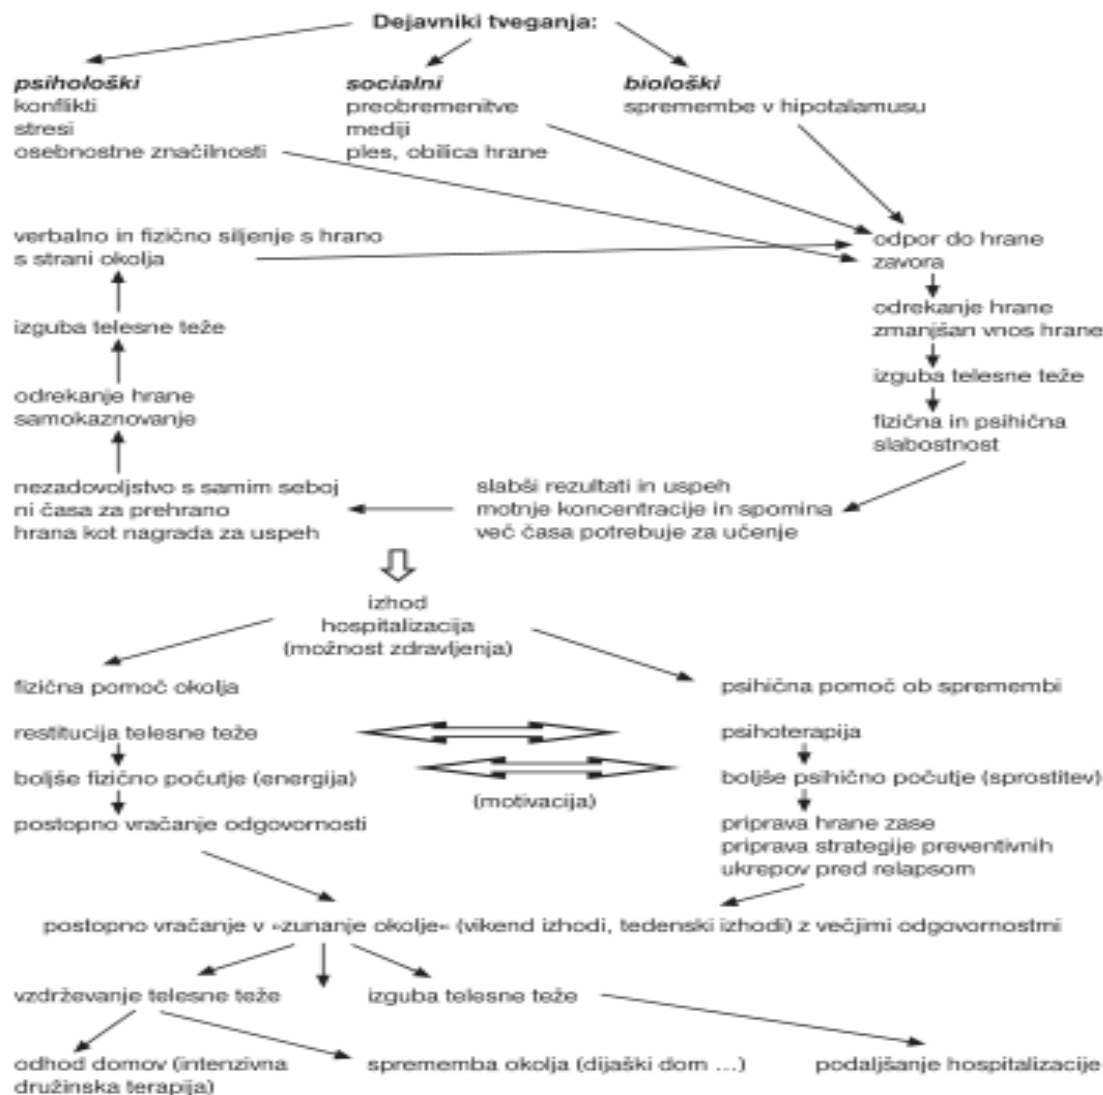 Dejavniki tveganja:
psihološki
konflikti
stresi
osebnostne značilnosti
socialni
preobremenitve
mediji
ples, obilica hrane
biološki
spremembe v hipotalamusu
verbalno in fizično siljenje s hrano
s strani okolja
odpor do hrane
zavora
odrekanje hrane
zmanjšan vnos hrane
izguba telesne teže
izguba telesne teže
odrekanje hrane
samokaznovanje
fizična in psihična
slabostnost
nezadovoljstvo s samim seboj
ni časa za prehrano
hrana kot nagrada za uspeh
slabši rezultati in uspeh
motnje koncentracije in spomina
več časa potrebuje za učenje
izhod
hospitalizacija
(možnost zdravljenja)
fizična pomoč okolja
psihična pomoč ob spremembi
restitucija telesne teže
psihoterapija
boljše fizično počutje (energija)
boljše psihično počutje (sprostitev)
(motivacija)
postopno vračanje odgovornosti
priprava hrane zase
priprava strategije preventivnih
ukrepov pred relapsom
postopno vračanje v »zunanje okolje« (vikend izhodi, tedenski izhodi) z večjimi odgovornostmi
vzdrževanje telesne teže
izguba telesne teže
odhod domov (intenzivna
družinska terapija)
sprememba okolja (dijaški dom ...)
podaljšanje hospitalizacije